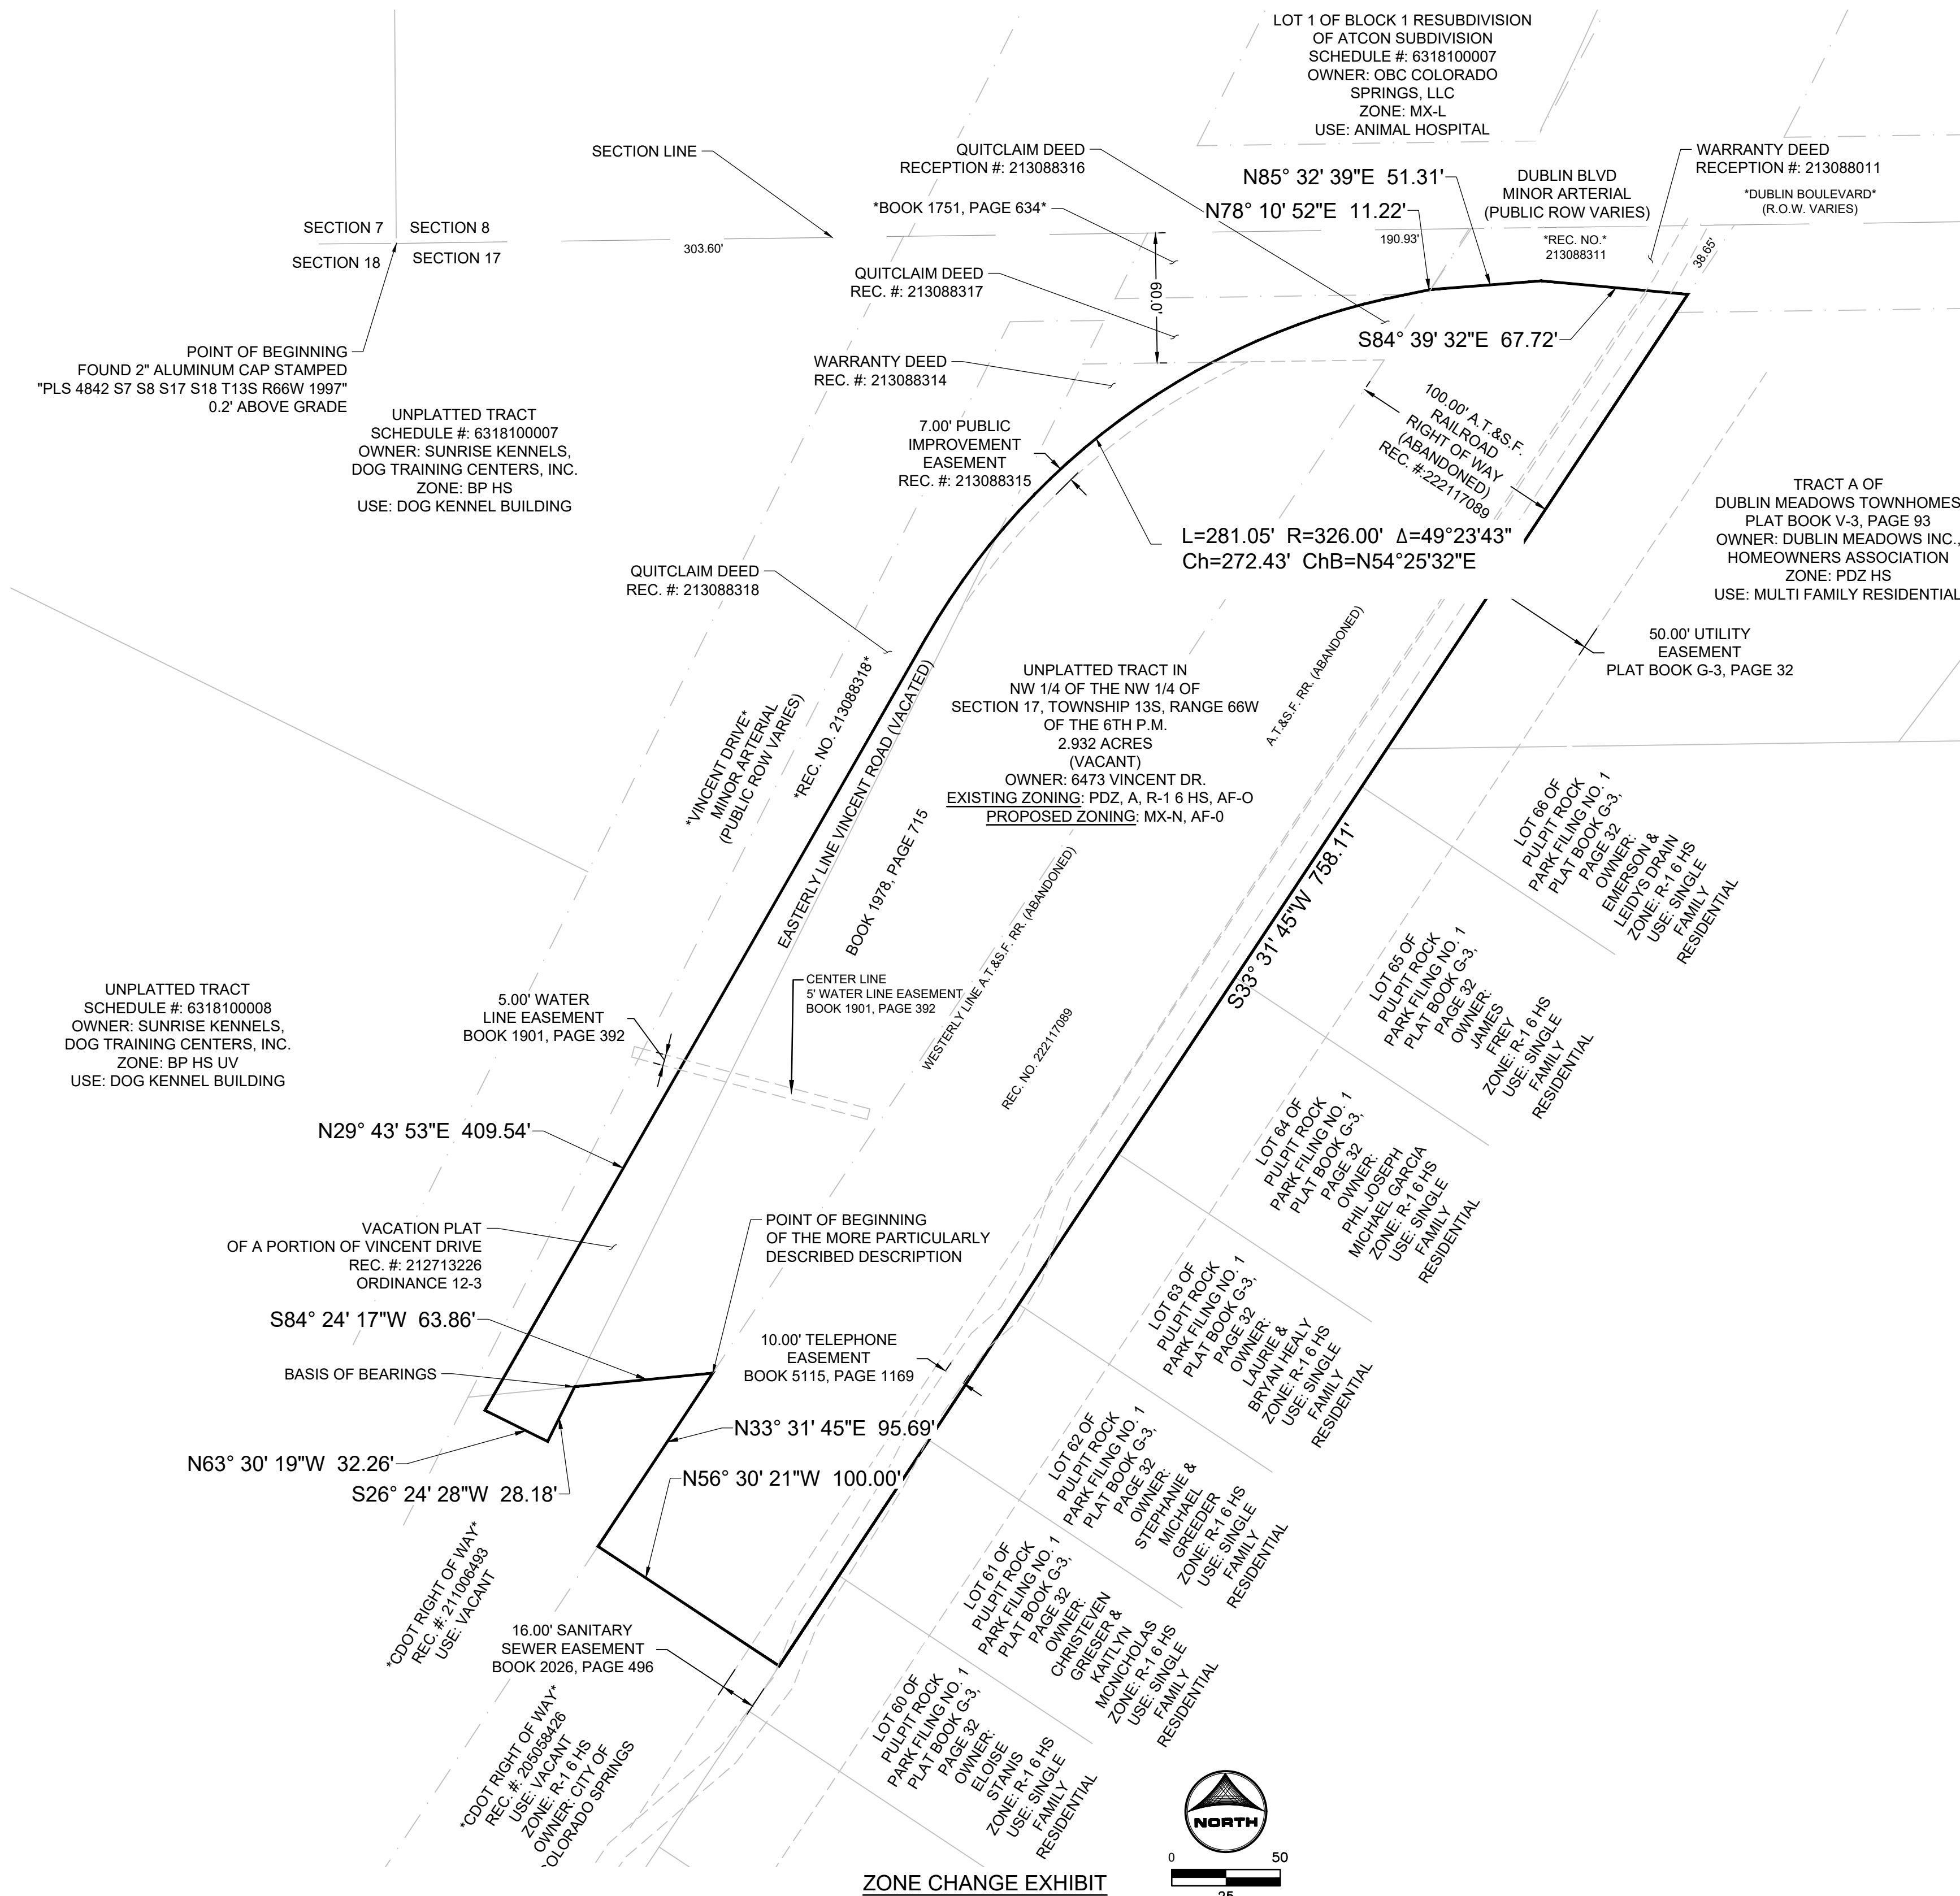 LOT 1 OF BLOCK 1 RESUBDIVISION
OF ATCON SUBDIVISION
SCHEDULE #: 6318100007
OWNER: OBC COLORADO
SPRINGS, LLC
ZONE: MX-L
USE: ANIMAL HOSPITAL
SECTION LINE
QUITCLAIM DEED
RECEPTION #: 213088316
N85° 32' 39"E 51.31'
N78° 10' 52"E 11.22'
DUBLIN BLVD
MINOR ARTERIAL
(PUBLIC ROW VARIES)
WARRANTY DEED
RECEPTION #: 213088011
*DUBLIN BOULEVARD*
(R.O.W. VARIES)
*BOOK 1751, PAGE 634*
SECTION 7
SECTION 8
SECTION 18
SECTION 17
303.60'
190.93'
*REC. NO.*
213088311
38.65'
QUITCLAIM DEED
REC. #: 213088317
60.0'
S84° 39' 32"E 67.72'
POINT OF BEGINNING
FOUND 2" ALUMINUM CAP STAMPED
"PLS 4842 S7 S8 S17 S18 T13S R66W 1997"
0.2' ABOVE GRADE
WARRANTY DEED
REC. #: 213088314
100.00' A.T.&S.F.
RAILROAD
RIGHT OF WAY
(ABANDONED)
REC. #:222117089
UNPLATTED TRACT
SCHEDULE #: 6318100007
OWNER: SUNRISE KENNELS,
DOG TRAINING CENTERS, INC.
ZONE: BP HS
USE: DOG KENNEL BUILDING
7.00' PUBLIC
IMPROVEMENT
EASEMENT
REC. #: 213088315
TRACT A OF
DUBLIN MEADOWS TOWNHOMES
PLAT BOOK V-3, PAGE 93
OWNER: DUBLIN MEADOWS INC.,
HOMEOWNERS ASSOCIATION
ZONE: PDZ HS
USE: MULTI FAMILY RESIDENTIAL
L=281.05' R=326.00' Δ=49°23'43"
Ch=272.43' ChB=N54°25'32"E
QUITCLAIM DEED
REC. #: 213088318
50.00' UTILITY
EASEMENT
PLAT BOOK G-3, PAGE 32
*VINCENT DRIVE*
MINOR ARTERIAL
(PUBLIC ROW VARIES)
*REC. NO. 213088318*
EASTERLY LINE VINCENT ROAD (VACATED)
BOOK 1978, PAGE 715
UNPLATTED TRACT IN
NW 1/4 OF THE NW 1/4 OF
SECTION 17, TOWNSHIP 13S, RANGE 66W
OF THE 6TH P.M.
2.932 ACRES
(VACANT)
OWNER: 6473 VINCENT DR.
EXISTING ZONING: PDZ, A, R-1 6 HS, AF-O
PROPOSED ZONING: MX-N, AF-0
A.T.&S.F. RR. (ABANDONED)
WESTERLY LINE A.T.&S.F. RR. (ABANDONED)
REC. NO. 222117089
S33° 31' 45"W 758.11'
LOT 66 OF
PULPIT ROCK
PARK FILING NO. 1
PLAT BOOK G-3,
PAGE 32
OWNER:
EMERSON &
LEIDYS DRAIN
ZONE: R-1 6 HS
USE: SINGLE
FAMILY
RESIDENTIAL
LOT 65 OF
PULPIT ROCK
PARK FILING NO. 1
PLAT BOOK G-3,
PAGE 32
OWNER:
JAMES
FREY
ZONE: R-1 6 HS
USE: SINGLE
FAMILY
RESIDENTIAL
UNPLATTED TRACT
SCHEDULE #: 6318100008
OWNER: SUNRISE KENNELS,
DOG TRAINING CENTERS, INC.
ZONE: BP HS UV
USE: DOG KENNEL BUILDING
5.00' WATER
LINE EASEMENT
BOOK 1901, PAGE 392
CENTER LINE
5' WATER LINE EASEMENT
BOOK 1901, PAGE 392
N29° 43' 53"E 409.54'
LOT 64 OF
PULPIT ROCK
PARK FILING NO. 1
PLAT BOOK G-3,
PAGE 32
OWNER:
PHIL JOSEPH
MICHAEL GARCIA
ZONE: R-1 6 HS
USE: SINGLE
FAMILY
RESIDENTIAL
VACATION PLAT
OF A PORTION OF VINCENT DRIVE
REC. #: 212713226
ORDINANCE 12-3
POINT OF BEGINNING
OF THE MORE PARTICULARLY
DESCRIBED DESCRIPTION
S84° 24' 17"W 63.86'
LOT 63 OF
PULPIT ROCK
PARK FILING NO. 1
PLAT BOOK G-3,
PAGE 32
OWNER:
LAURIE &
BRYAN HEALY
ZONE: R-1 6 HS
USE: SINGLE
FAMILY
RESIDENTIAL
BASIS OF BEARINGS
10.00' TELEPHONE
EASEMENT
BOOK 5115, PAGE 1169
N33° 31' 45"E 95.69'
N63° 30' 19"W 32.26'
S26° 24' 28"W 28.18'
N56° 30' 21"W 100.00'
LOT 62 OF
PULPIT ROCK
PARK FILING NO. 1
PLAT BOOK G-3,
PAGE 32
OWNER:
STEPHANIE &
MICHAEL
GREEDER
ZONE: R-1 6 HS
USE: SINGLE
FAMILY
RESIDENTIAL
*CDOT RIGHT OF WAY*
REC. #: 211006493
USE: VACANT
LOT 61 OF
PULPIT ROCK
PARK FILING NO. 1
PLAT BOOK G-3,
PAGE 32
OWNER:
CHRISTEVEN
GRIESER &
KAITLYN
MCNICHOLAS
ZONE: R-1 6 HS
USE: SINGLE
FAMILY
RESIDENTIAL
16.00' SANITARY
SEWER EASEMENT
BOOK 2026, PAGE 496
*CDOT RIGHT OF WAY*
REC. #: 205058426
USE: VACANT
ZONE: R-1 6 HS
OWNER: CITY OF
COLORADO SPRINGS
LOT 60 OF
PULPIT ROCK
PARK FILING NO. 1
PLAT BOOK G-3,
PAGE 32
OWNER:
ELOISE
STANIS
ZONE: R-1 6 HS
USE: SINGLE
FAMILY
RESIDENTIAL
NORTH
0 50
25
ZONE CHANGE EXHIBIT